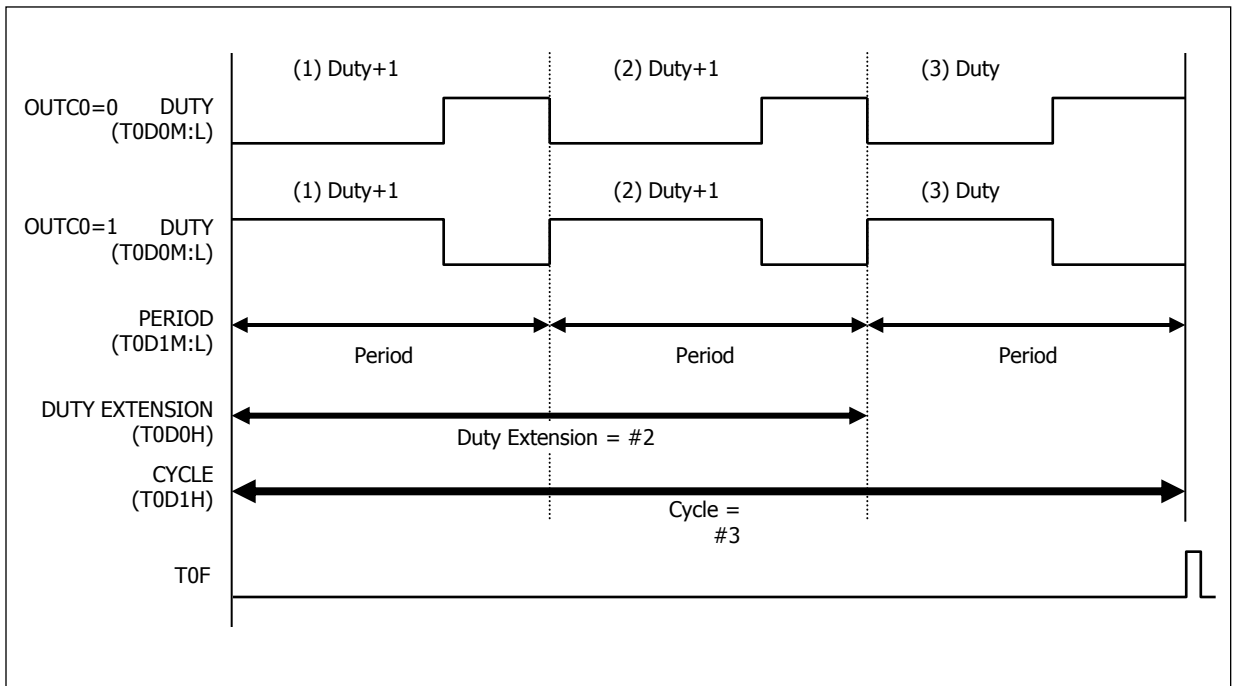 (1) Duty+1 (2) Duty+1 (3) Duty
OUTC0=0 DUTY
(T0D0M:L)
(1) Duty+1 (2) Duty+1 (3) Duty
OUTC0=1 DUTY
(T0D0M:L)
PERIOD
(T0D1M:L)
Period Period Period
DUTY EXTENSION
(T0D0H)
Duty Extension = #2
CYCLE
(T0D1H)
Cycle =
#3
T0F